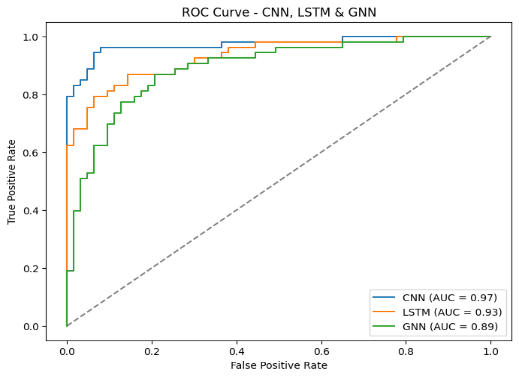 ROC Curve - CNN, LSTM & GNN
True Positive Rate
1.0
0.8
0.6
0.4
0.2
0.0
CNN (AUC = 0.97)
LSTM (AUC = 0.93)
GNN (AUC = 0.89)
0.0 0.2 0.4 0.6 0.8 1.0
False Positive Rate